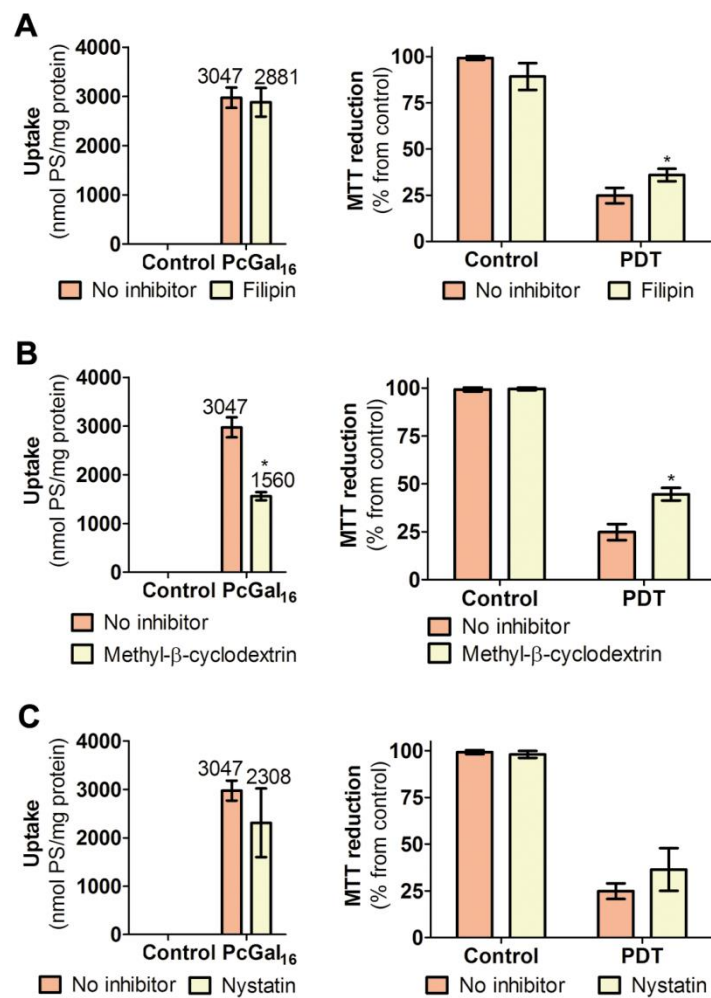 A
Uptake
(nmol PS/mg protein)
4000
3000
2000
1000
0
3047 2881
Control PcGal₁₆
No inhibitor Filipin
MTT reduction
(% from control)
100
75
50
25
0
*
Control PDT
No inhibitor Filipin
B
Uptake
(nmol PS/mg protein)
4000
3000
2000
1000
0
3047
*
1560
Control PcGal₁₆
No inhibitor
Methyl-β-cyclodextrin
MTT reduction
(% from control)
100
75
50
25
0
*
Control PDT
No inhibitor
Methyl-β-cyclodextrin
C
Uptake
(nmol PS/mg protein)
4000
3000
2000
1000
0
3047 2308
Control PcGal₁₆
No inhibitor Nystatin
MTT reduction
(% from control)
100
75
50
25
0
Control PDT
No inhibitor Nystatin